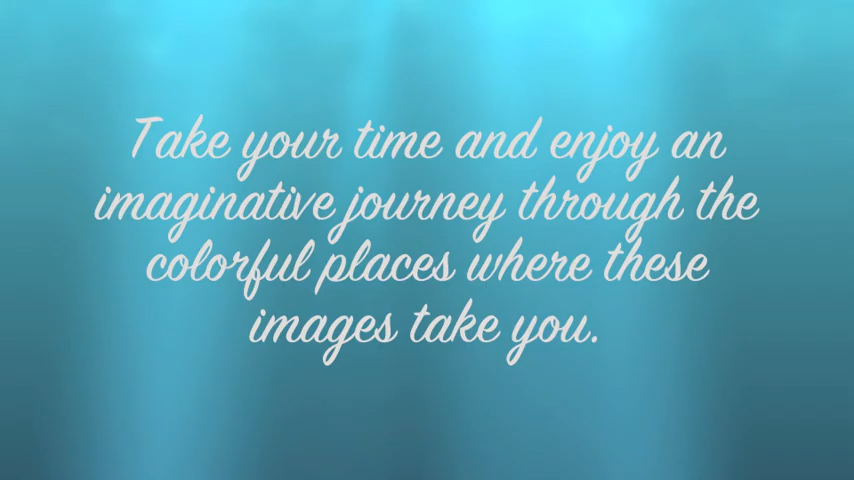 Take your time and enjoy an
imaginative journey through the
colorful places where these
images take you.